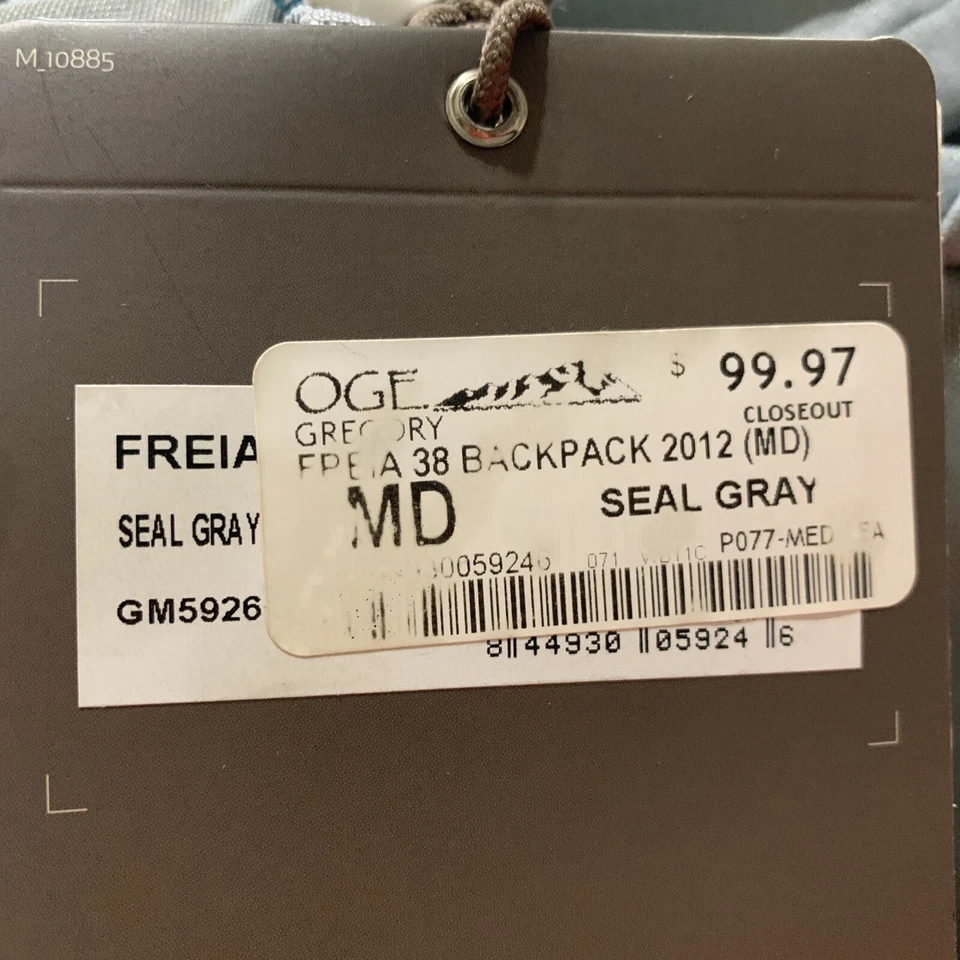 M_10885
OGE
$ 99.97
CLOSEOUT
GREGORY
FREIA 38 BACKPACK 2012 (MD)
MD SEAL GRAY
P077-MED
FREIA
SEAL GRAY
GM5926
8 44930 05924 6